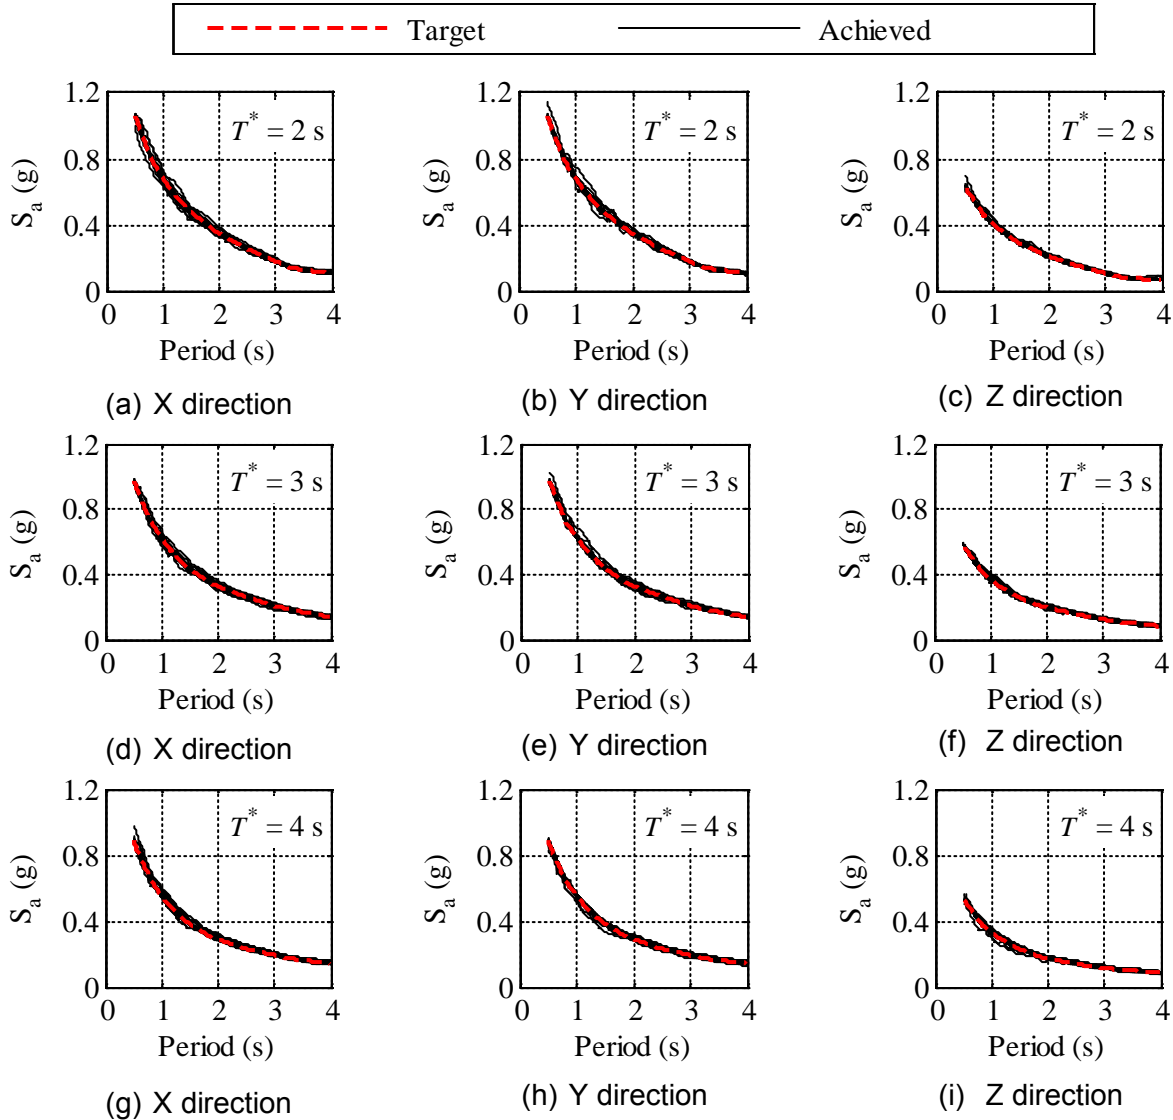 Target Achieved
1.2
0.8
0.4
0
S_a (g)
T* = 2 s
0 1 2 3 4
Period (s)
(a) X direction
1.2
0.8
0.4
0
S_a (g)
T* = 2 s
0 1 2 3 4
Period (s)
(b) Y direction
1.2
0.8
0.4
0
S_a (g)
T* = 2 s
0 1 2 3 4
Period (s)
(c) Z direction
1.2
0.8
0.4
0
S_a (g)
T* = 3 s
0 1 2 3 4
Period (s)
(d) X direction
1.2
0.8
0.4
0
S_a (g)
T* = 3 s
0 1 2 3 4
Period (s)
(e) Y direction
1.2
0.8
0.4
0
S_a (g)
T* = 3 s
0 1 2 3 4
Period (s)
(f) Z direction
1.2
0.8
0.4
0
S_a (g)
T* = 4 s
0 1 2 3 4
Period (s)
(g) X direction
1.2
0.8
0.4
0
S_a (g)
T* = 4 s
0 1 2 3 4
Period (s)
(h) Y direction
1.2
0.8
0.4
0
S_a (g)
T* = 4 s
0 1 2 3 4
Period (s)
(i) Z direction